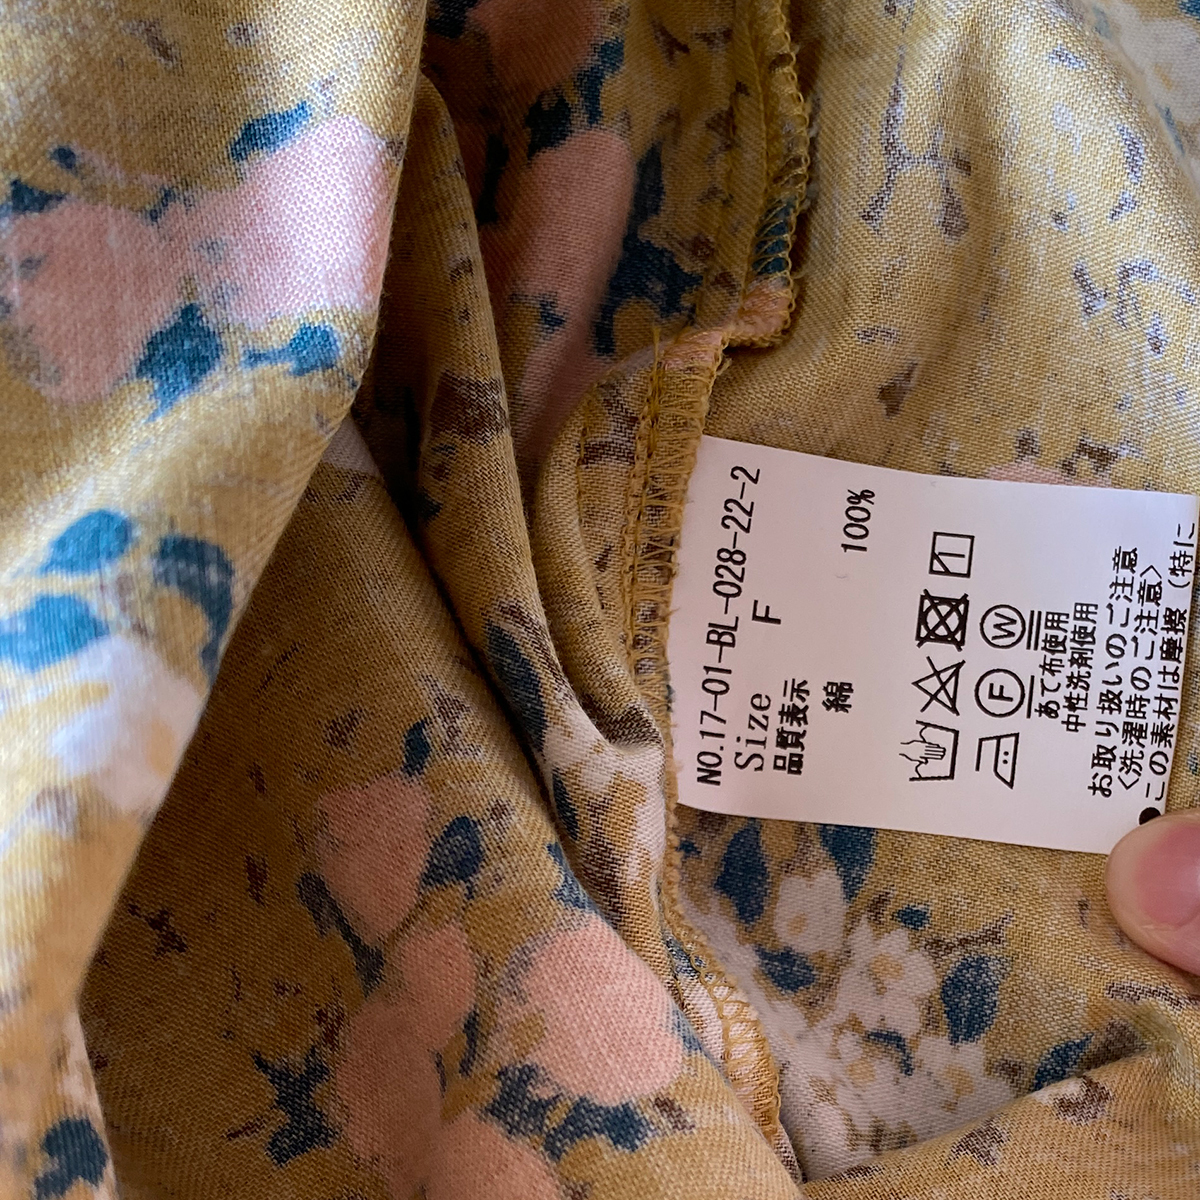 NO.17-01-BL-028-22-2
Size F
品質表示
綿 100%
F W
あて布使用
中性洗剤使用
お取り扱いのご注意
<洗濯時のご注意>
●この素材は摩擦(特に